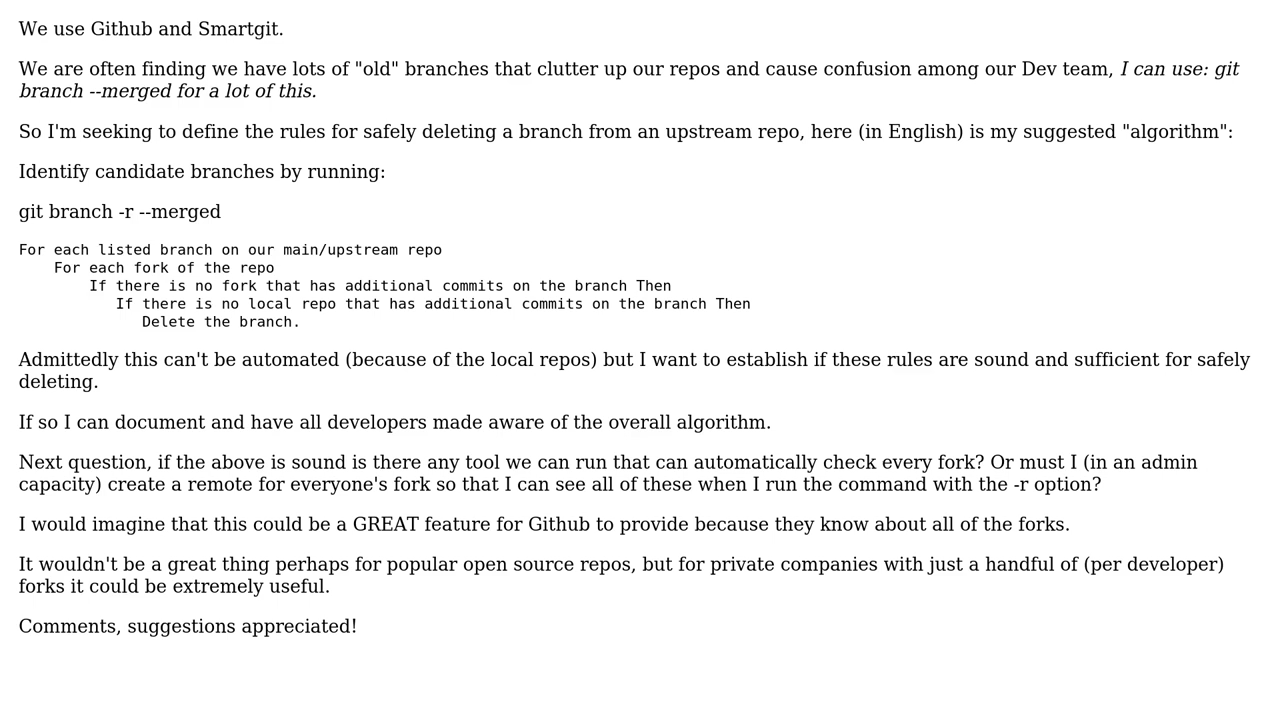 We use Github and Smartgit.
We are often finding we have lots of "old" branches that clutter up our repos and cause confusion among our Dev team, I can use: git
branch --merged for a lot of this.
So I'm seeking to define the rules for safely deleting a branch from an upstream repo, here (in English) is my suggested "algorithm":
Identify candidate branches by running:
git branch -r --merged
For each listed branch on our main/upstream repo
    For each fork of the repo
        If there is no fork that has additional commits on the branch Then
           If there is no local repo that has additional commits on the branch Then
              Delete the branch.
Admittedly this can't be automated (because of the local repos) but I want to establish if these rules are sound and sufficient for safely
deleting.
If so I can document and have all developers made aware of the overall algorithm.
Next question, if the above is sound is there any tool we can run that can automatically check every fork? Or must I (in an admin
capacity) create a remote for everyone's fork so that I can see all of these when I run the command with the -r option?
I would imagine that this could be a GREAT feature for Github to provide because they know about all of the forks.
It wouldn't be a great thing perhaps for popular open source repos, but for private companies with just a handful of (per developer)
forks it could be extremely useful.
Comments, suggestions appreciated!